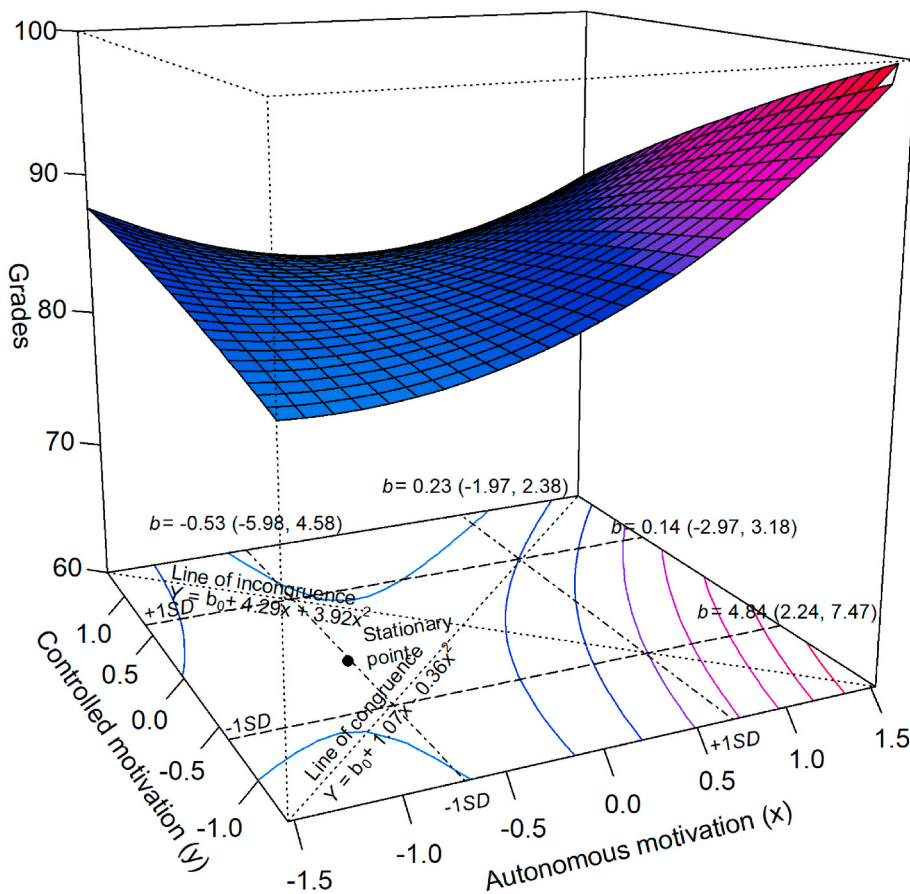 100
90
80
70
60
Grades
b = 0.23 (-1.97, 2.38)
b = -0.53 (-5.98, 4.58)
b = 0.14 (-2.97, 3.18)
b = 4.84 (2.24, 7.47)
Line of incongruence
Y = b0 + 4.29x + 3.92x²
+1SD
Stationary
point
Line of congruence
Y = b0 + 1.07x - 0.36x²
-1SD
1.0
0.5
0.0
-0.5
-1.0
Controlled motivation (y)
-1SD
+1SD
-1.5
-1.0
-0.5
0.0
0.5
1.0
1.5
Autonomous motivation (x)